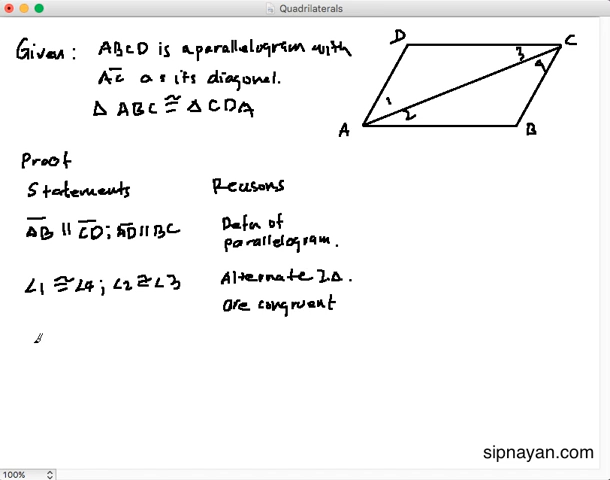 Quadrilaterals
Given: ABCD is a parallelogram with
AC as its diagonal.
Δ ABC ≅ Δ CDA
D
C
3
4
1
2
A
B
Proof
Statements Reasons
AB || CD; AD || BC Defn of
parallelogram.
∠1 ≅ ∠4; ∠2 ≅ ∠3 Alternate I.A.
are congruent
sipnayan.com
100%